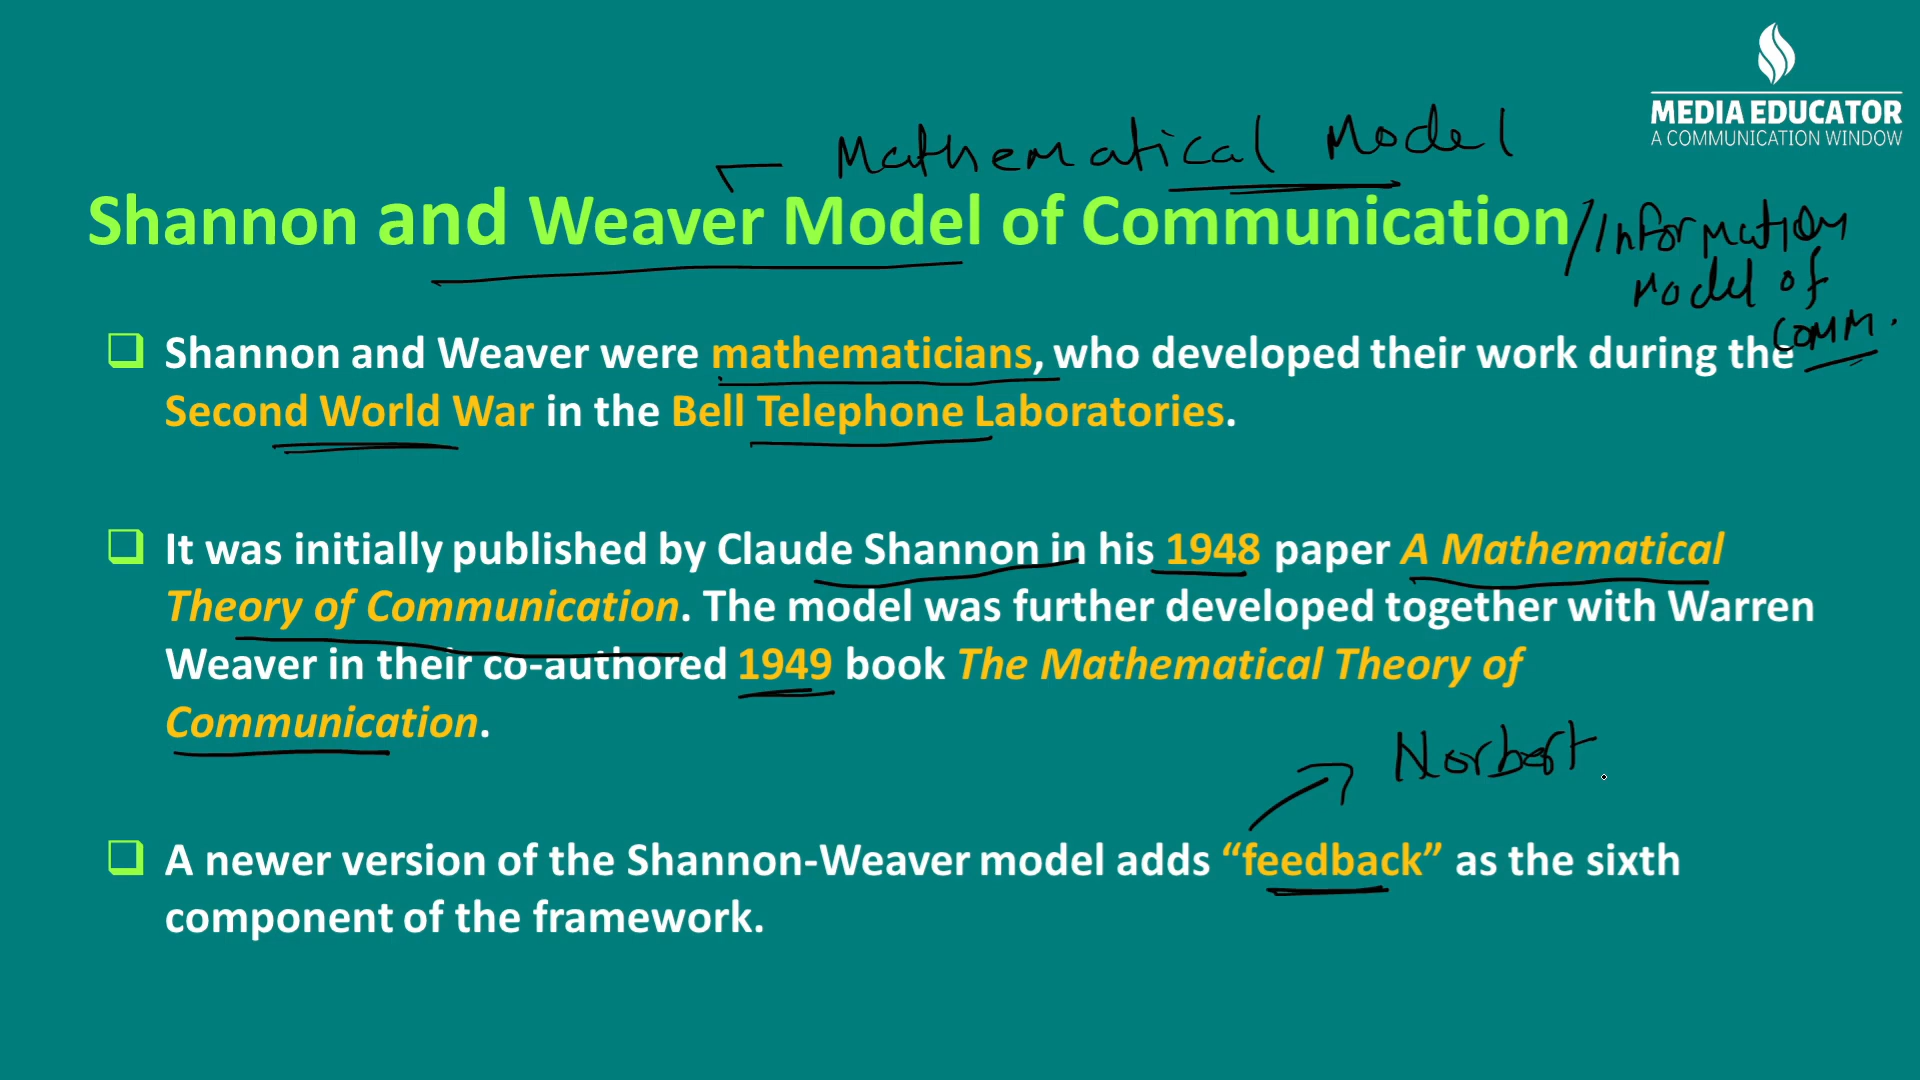 MEDIA EDUCATOR
A COMMUNICATION WINDOW
Mathematical Model
Shannon and Weaver Model of Communication
/Information
Model of
comm.
Shannon and Weaver were mathematicians, who developed their work during the
Second World War in the Bell Telephone Laboratories.
It was initially published by Claude Shannon in his 1948 paper A Mathematical
Theory of Communication. The model was further developed together with Warren
Weaver in their co-authored 1949 book The Mathematical Theory of
Communication.
Norbert
A newer version of the Shannon-Weaver model adds “feedback” as the sixth
component of the framework.